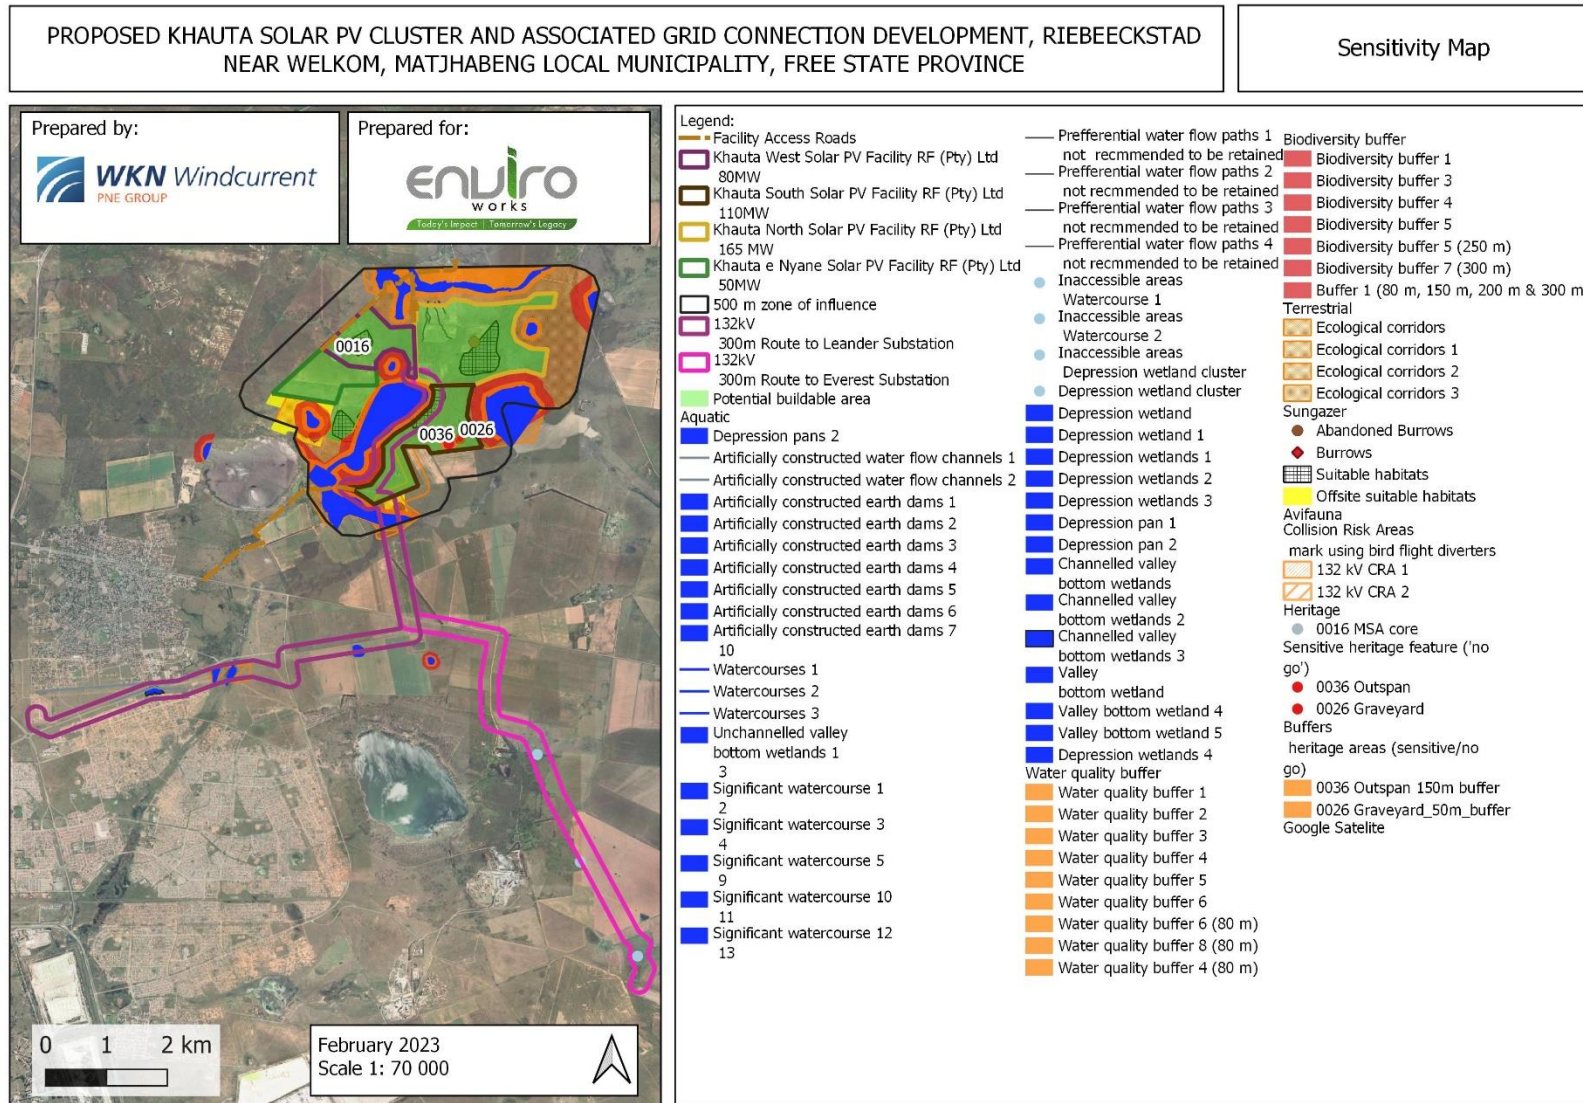 PROPOSED KHAUTA SOLAR PV CLUSTER AND ASSOCIATED GRID CONNECTION DEVELOPMENT, RIEBEECKSTAD
NEAR WELKOM, MATJHABENG LOCAL MUNICIPALITY, FREE STATE PROVINCE
Sensitivity Map
Prepared by:
WKN Windcurrent
PNE GROUP
Prepared for:
enviro
works
Today's Impact | Tomorrow's Legacy
0016
0036
0026
0 1 2 km
February 2023
Scale 1: 70 000
Legend:
Facility Access Roads
Khauta West Solar PV Facility RF (Pty) Ltd
80MW
Khauta South Solar PV Facility RF (Pty) Ltd
110MW
Khauta North Solar PV Facility RF (Pty) Ltd
165 MW
Khauta e Nyane Solar PV Facility RF (Pty) Ltd
50MW
500 m zone of influence
132kV
300m Route to Leander Substation
132kV
300m Route to Everest Substation
Potential buildable area
Aquatic
Depression pans 2
Artificially constructed water flow channels 1
Artificially constructed water flow channels 2
Artificially constructed earth dams 1
Artificially constructed earth dams 2
Artificially constructed earth dams 3
Artificially constructed earth dams 4
Artificially constructed earth dams 5
Artificially constructed earth dams 6
Artificially constructed earth dams 7
10
Watercourses 1
Watercourses 2
Watercourses 3
Unchannelled valley
bottom wetlands 1
3
Significant watercourse 1
2
Significant watercourse 3
4
Significant watercourse 5
9
Significant watercourse 10
11
Significant watercourse 12
13
Prefferential water flow paths 1
not recmmended to be retained
Prefferential water flow paths 2
not recmmended to be retained
Prefferential water flow paths 3
not recmmended to be retained
Prefferential water flow paths 4
not recmmended to be retained
Inaccessible areas
Watercourse 1
Inaccessible areas
Watercourse 2
Inaccessible areas
Depression wetland cluster
Depression wetland cluster
Depression wetland
Depression wetland 1
Depression wetlands 1
Depression wetlands 2
Depression wetlands 3
Depression pan 1
Depression pan 2
Channelled valley
bottom wetlands
Channelled valley
bottom wetlands 2
Channelled valley
bottom wetlands 3
Valley
bottom wetland
Valley bottom wetland 4
Valley bottom wetland 5
Depression wetlands 4
Water quality buffer
Water quality buffer 1
Water quality buffer 2
Water quality buffer 3
Water quality buffer 4
Water quality buffer 5
Water quality buffer 6
Water quality buffer 6 (80 m)
Water quality buffer 8 (80 m)
Water quality buffer 4 (80 m)
Biodiversity buffer
Biodiversity buffer 1
Biodiversity buffer 3
Biodiversity buffer 4
Biodiversity buffer 5
Biodiversity buffer 5 (250 m)
Biodiversity buffer 7 (300 m)
Buffer 1 (80 m, 150 m, 200 m & 300 m
Terrestrial
Ecological corridors
Ecological corridors 1
Ecological corridors 2
Ecological corridors 3
Sungazer
Abandoned Burrows
Burrows
Suitable habitats
Offsite suitable habitats
Avifauna
Collision Risk Areas
mark using bird flight diverters
132 kV CRA 1
132 kV CRA 2
Heritage
0016 MSA core
Sensitive heritage feature ('no
go')
0036 Outspan
0026 Graveyard
Buffers
heritage areas (sensitive/no
go)
0036 Outspan 150m buffer
0026 Graveyard_50m_buffer
Google Satelite